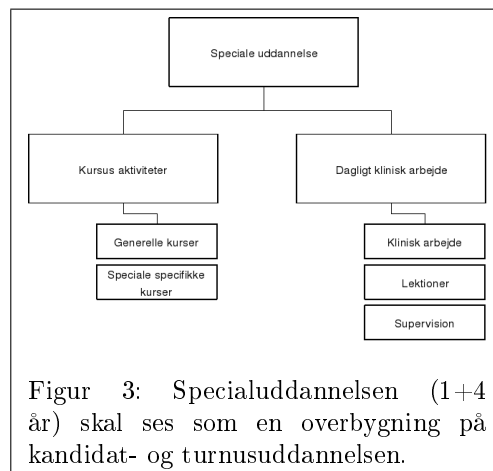 Speciale uddannelse
Kursus aktiviteter
Dagligt klinisk arbejde
Generelle kurser
Speciale specifikke
kurser
Klinisk arbejde
Lektioner
Supervision
Figur 3: Specialuddannelsen (1+4
år) skal ses som en overbygning på
kandidat- og turnusuddannelsen.